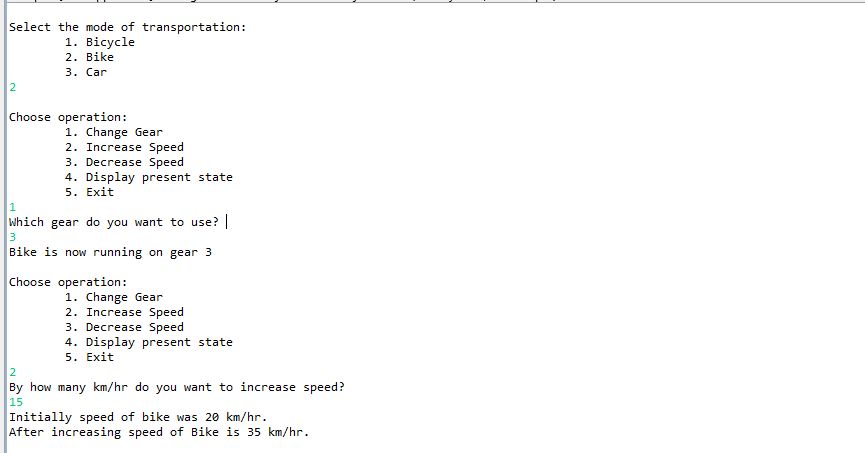 Select the mode of transportation:
1. Bicycle
2. Bike
3. Car
2
Choose operation:
1. Change Gear
2. Increase Speed
3. Decrease Speed
4. Display present state
5. Exit
1
Which gear do you want to use?
3
Bike is now running on gear 3
Choose operation:
1. Change Gear
2. Increase Speed
3. Decrease Speed
4. Display present state
5. Exit
2
By how many km/hr do you want to increase speed?
15
Initially speed of bike was 20 km/hr.
After increasing speed of Bike is 35 km/hr.